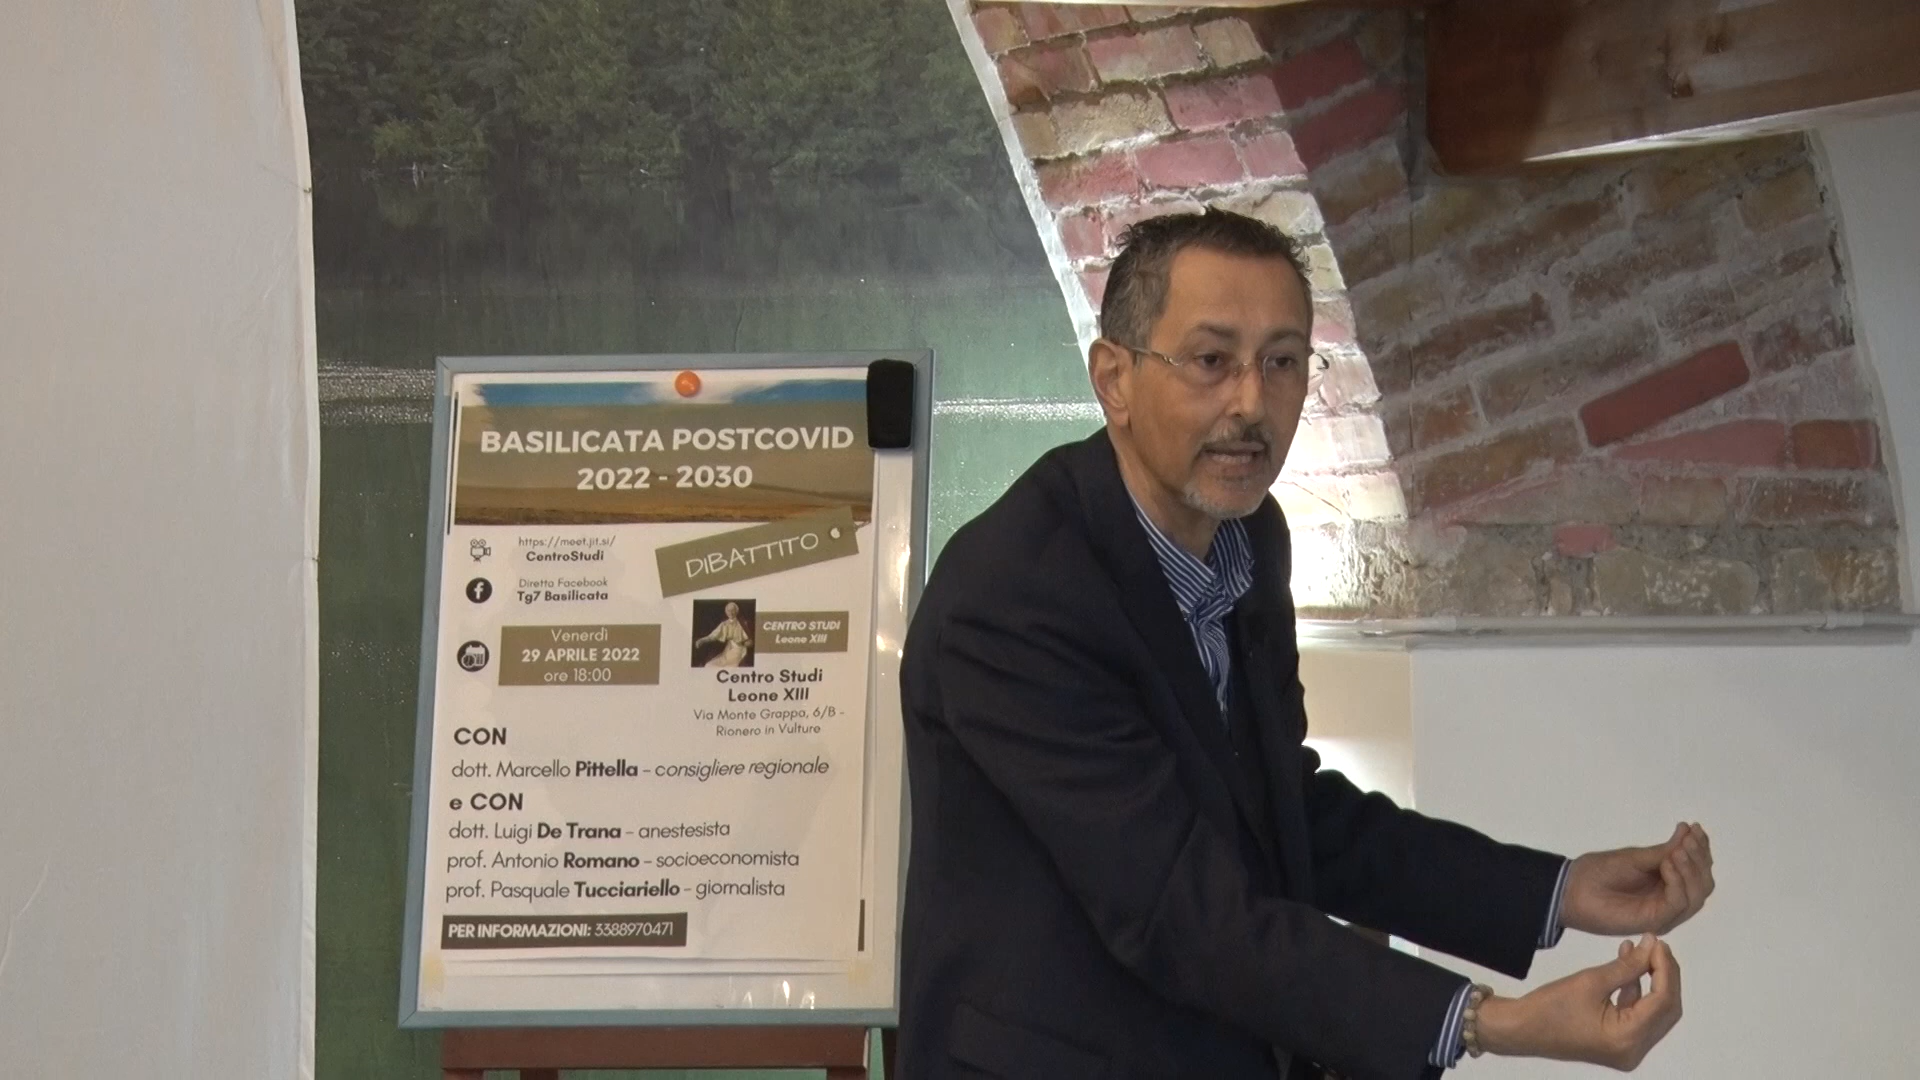 BASILICATA POSTCOVID
2022 - 2030
https://meet.jit.si/
CentroStudi
DIBATTITO
Diretta Facebook
Tg7 Basilicata
Venerdì
29 APRILE 2022
ore 18:00
CENTRO STUDI
Leone XIII
Centro Studi
Leone XIII
Via Monte Grappa, 6/B -
Rionero in Vulture
CON
dott. Marcello Pittella - consigliere regionale
e CON
dott. Luigi De Trana - anestesista
prof. Antonio Romano - socioeconomista
prof. Pasquale Tucciariello - giornalista
PER INFORMAZIONI: 3388970471